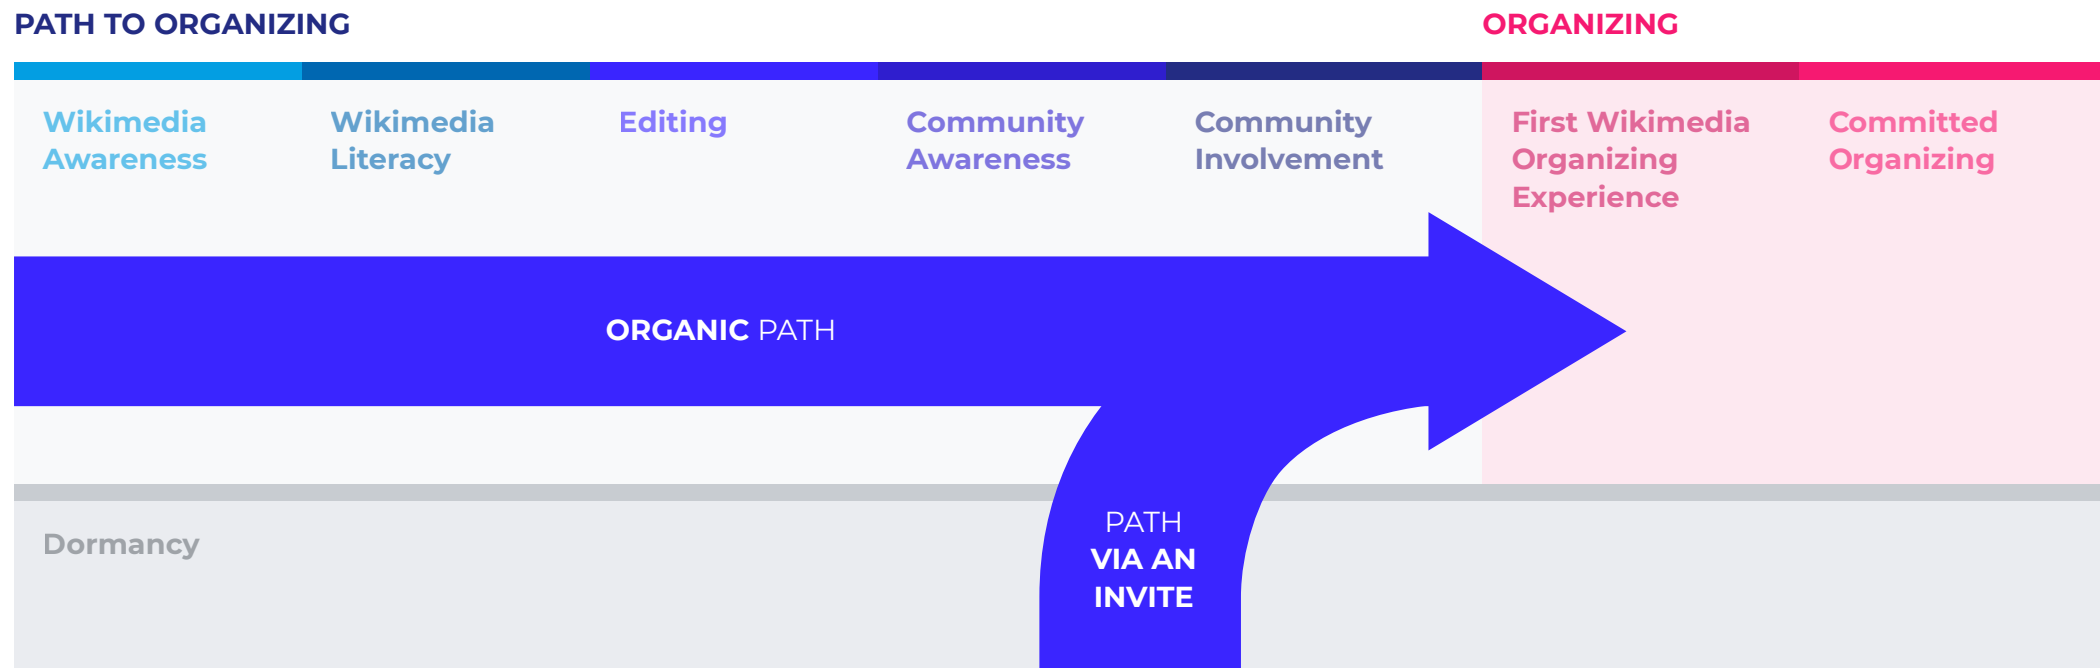 PATH TO ORGANIZING
ORGANIZING
Wikimedia
Awareness
Wikimedia
Literacy
Editing
Community
Awareness
Community
Involvement
First Wikimedia
Organizing
Experience
Committed
Organizing
ORGANIC PATH
PATH
VIA AN
INVITE
Dormancy